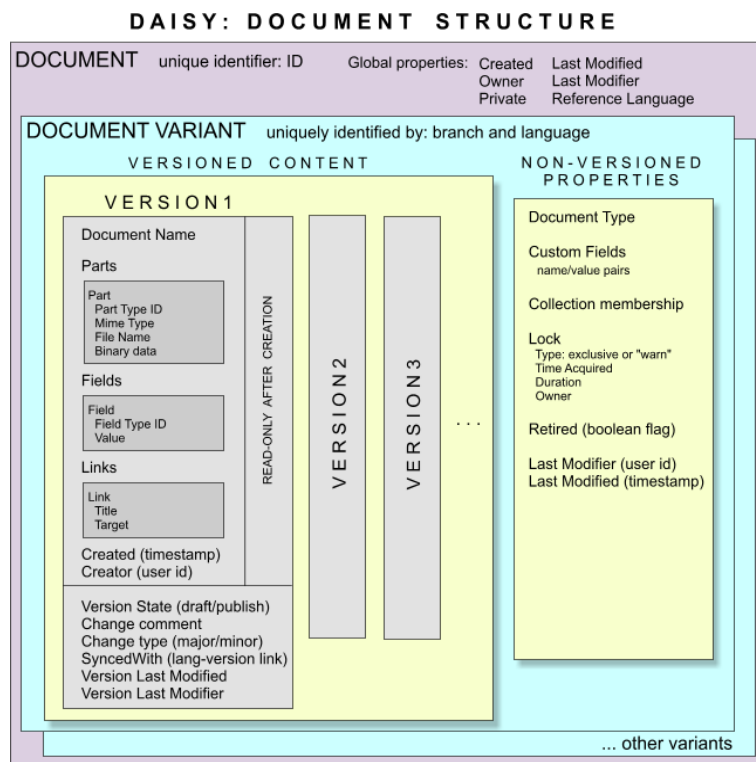 DAISY: DOCUMENT STRUCTURE
DOCUMENT unique identifier: ID
Global properties: Created Last Modified
Owner Last Modifier
Private Reference Language
DOCUMENT VARIANT uniquely identified by: branch and language
VERSIONED CONTENT
VERSION1
Document Name
Parts
Part
Part Type ID
Mime Type
File Name
Binary data
Fields
Field
Field Type ID
Value
Links
Link
Title
Target
Created (timestamp)
Creator (user id)
READ-ONLY AFTER CREATION
Version State (draft/publish)
Change comment
Change type (major/minor)
SyncedWith (lang-version link)
Version Last Modified
Version Last Modifier
VERSION2
VERSION3
...
NON-VERSIONED
PROPERTIES
Document Type
Custom Fields
name/value pairs
Collection membership
Lock
Type: exclusive or "warn"
Time Acquired
Duration
Owner
Retired (boolean flag)
Last Modifier (user id)
Last Modified (timestamp)
... other variants